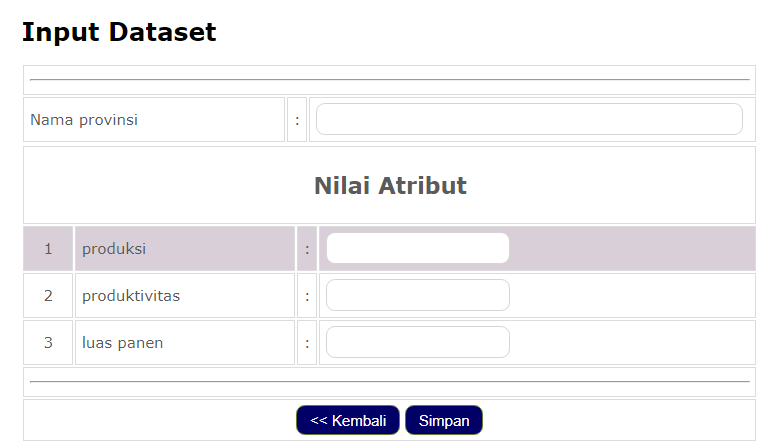 Input Dataset
Nama provinsi :
Nilai Atribut
1 produksi :
2 produktivitas :
3 luas panen :
<< Kembali Simpan